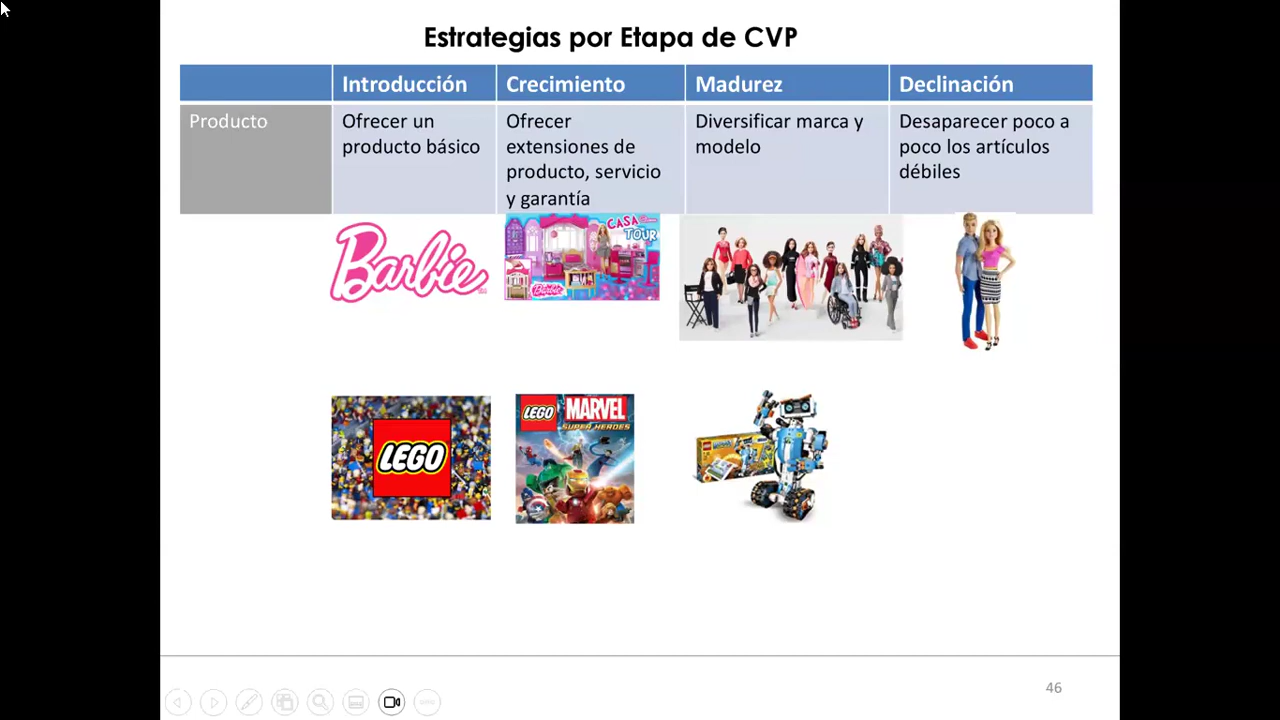 Estrategias por Etapa de CVP
Introducción Crecimiento Madurez Declinación
Producto
Ofrecer un
producto básico
Ofrecer
extensiones de
producto, servicio
y garantía
Diversificar marca y
modelo
Desaparecer poco a
poco los artículos
débiles
Barbie
CASA
TOUR
Barbie
LEGO
LEGO MARVEL
SUPER HEROES
46